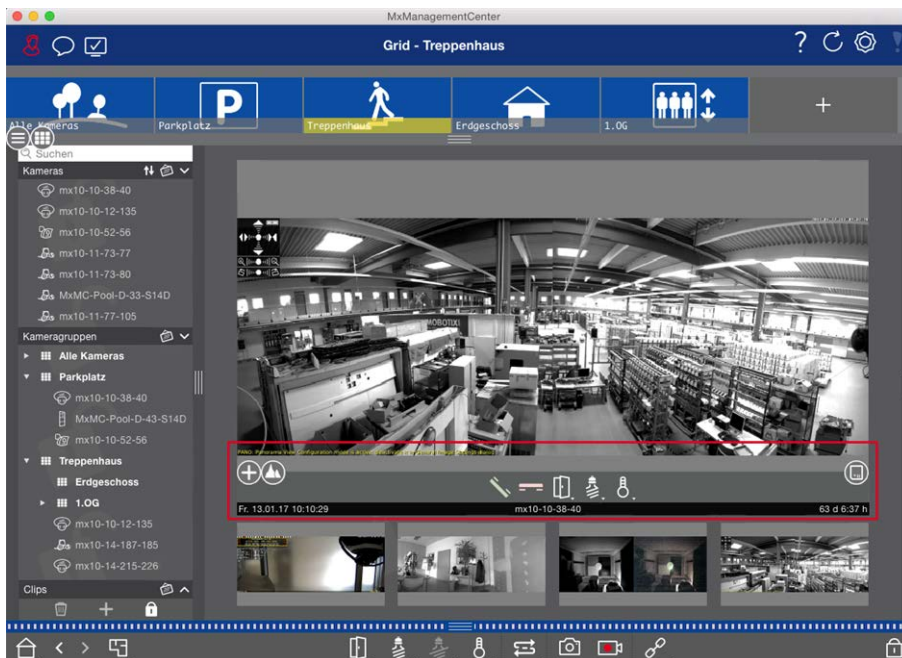 MxManagementCenter
Grid - Treppenhaus
?
P
Alle Kameras
Parkplatz
Treppenhaus
Erdgeschoss
1.OG
+
Suchen
Kameras
mx10-10-38-40
mx10-10-12-135
mx10-10-52-56
mx10-11-73-77
mx10-11-73-80
MxMC-Pool-D-33-S14D
mx10-11-77-105
Kameragruppen
Alle Kameras
Parkplatz
mx10-10-38-40
MxMC-Pool-D-43-S14D
mx10-10-52-56
Treppenhaus
Erdgeschoss
1.OG
mx10-10-12-135
mx10-14-187-185
mx10-14-215-226
Clips
MOBOTIX
Fr. 13.01.17 10:10:29
mx10-10-38-40
63 d 6:37 h